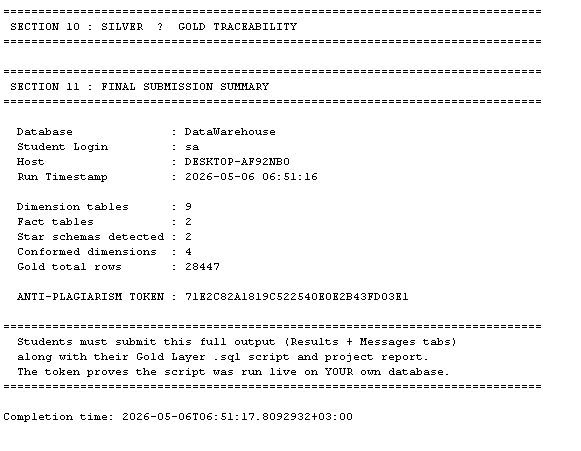 ==============================================================================
SECTION 10 : SILVER  ?  GOLD TRACEABILITY
==============================================================================
==============================================================================
SECTION 11 : FINAL SUBMISSION SUMMARY
==============================================================================
Database              : DataWarehouse
Student Login         : sa
Host                  : DESKTOP-AF92NB0
Run Timestamp         : 2026-05-06 06:51:16
Dimension tables      : 9
Fact tables           : 2
Star schemas detected : 2
Conformed dimensions  : 4
Gold total rows       : 28447
ANTI-PLAGIARISM TOKEN : 71E2C82A1819C522540E0E2B43FD03E1
==============================================================================
Students must submit this full output (Results + Messages tabs)
along with their Gold Layer .sql script and project report.
The token proves the script was run live on YOUR own database.
==============================================================================
Completion time: 2026-05-06T06:51:17.8092932+03:00